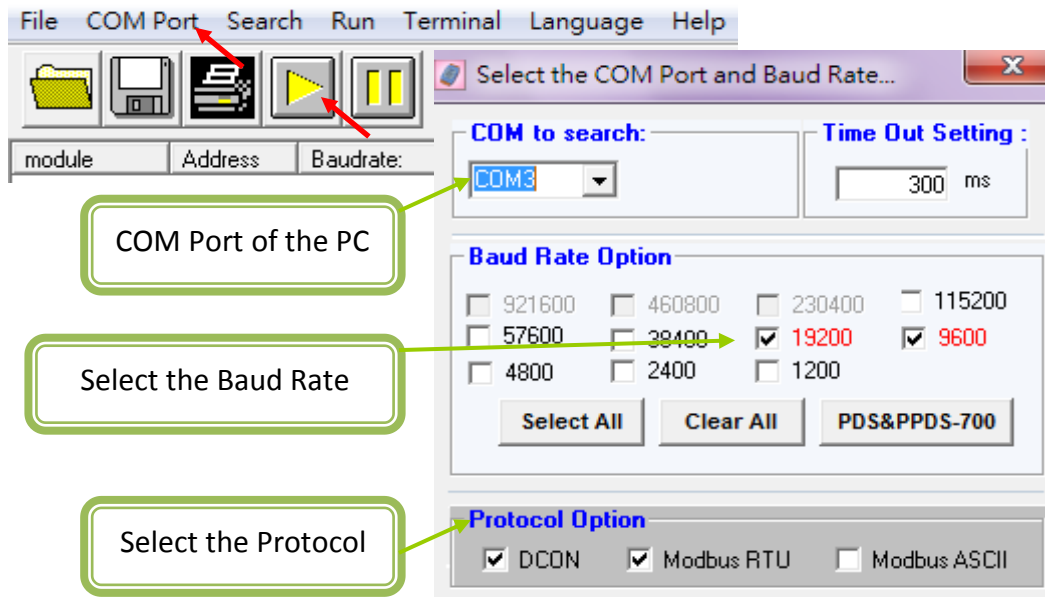 File COM Port Search Run Terminal Language Help
Select the COM Port and Baud Rate...
module Address Baudrate:
COM to search:
COM3
Time Out Setting :
300 ms
COM Port of the PC
Baud Rate Option
921600 460800 230400 115200
57600 38400 19200 9600
4800 2400 1200
Select All Clear All PDS&PPDS-700
Select the Baud Rate
Protocol Option
DCON Modbus RTU Modbus ASCII
Select the Protocol